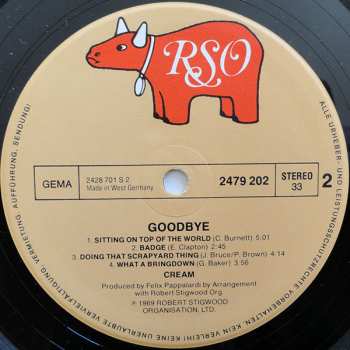 RSO
GEMA
2428 701 S 2
Made in West Germany
2479 202
STEREO
33
2
GOODBYE
1. SITTING ON TOP OF THE WORLD (C. Burnett) 5:01
2. BADGE (E. Clapton) 2:45
3. DOING THAT SCRAPYARD THING (J. Bruce/P. Brown) 4:14
4. WHAT A BRINGDOWN (G. Baker) 3:56
CREAM
Produced by Felix Pappalardi by Arrangement
with Robert Stigwood Org.
Ⓟ 1969 ROBERT STIGWOOD
ORGANISATION, LTD.
ALLE URHEBER- UND LEISTUNGSSCHUTZRECHTE VORBEHALTEN. KEIN VERLEIH! KEINE UNERLAUBTE VERVIELFÄLTIGUNG, VERMIETUNG, AUFFÜHRUNG, SENDUNG!